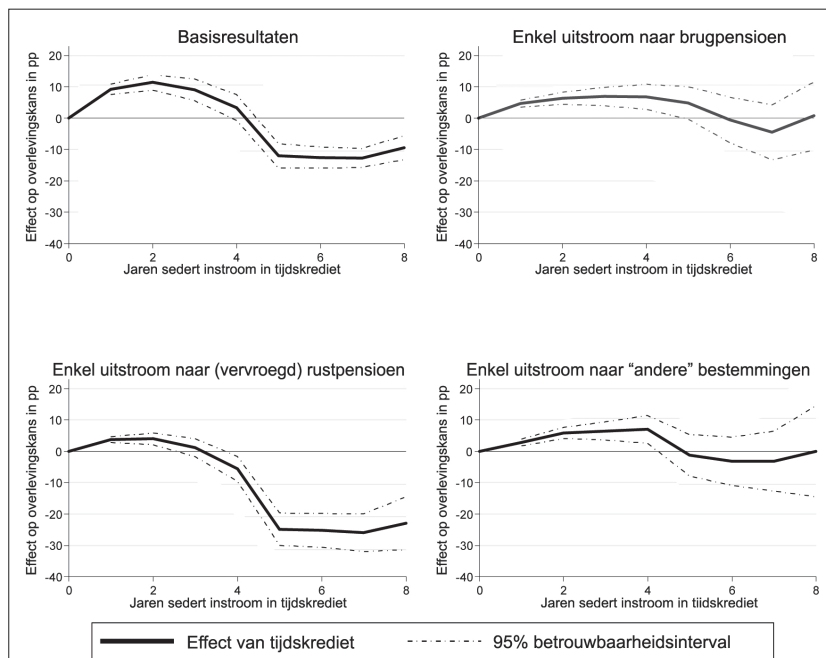 Basisresultaten
Effect op overlevingskans in pp
20
10
0
-10
-20
-30
-40
0 2 4 6 8
Jaren sedert instroom in tijdskrediet
Enkel uitstroom naar brugpensioen
Effect op overlevingskans in pp
20
10
0
-10
-20
-30
-40
0 2 4 6 8
Jaren sedert instroom in tijdskrediet
Enkel uitstroom naar (vervroegd) rustpensioen
Effect op overlevingskans in pp
20
10
0
-10
-20
-30
-40
0 2 4 6 8
Jaren sedert instroom in tijdskrediet
Enkel uitstroom naar “andere” bestemmingen
Effect op overlevingskans in pp
20
10
0
-10
-20
-30
-40
0 2 4 6 8
Jaren sedert instroom in tijdskrediet
Effect van tijdskrediet
95% betrouwbaarheidsinterval